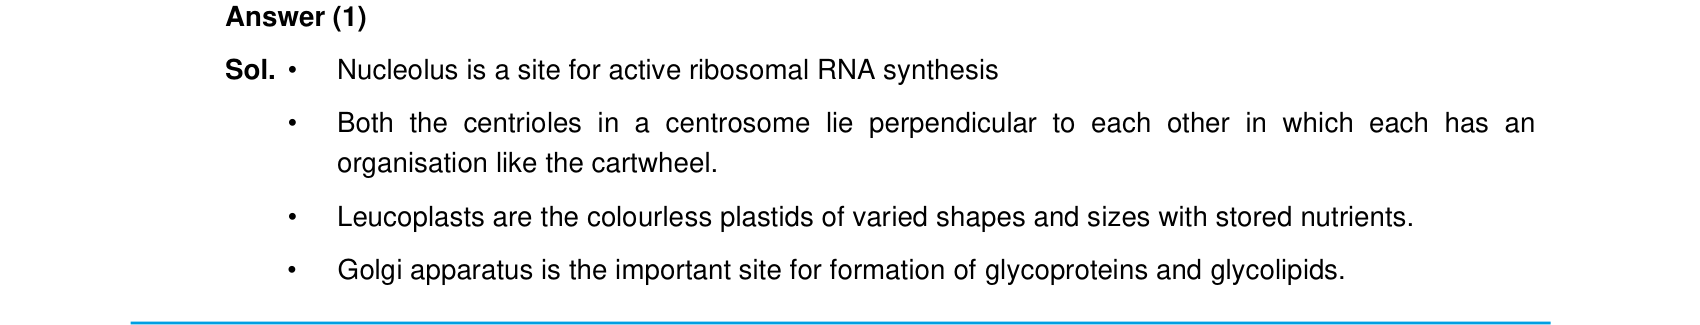 Answer (1)
Sol. • Nucleolus is a site for active ribosomal RNA synthesis
• Both the centrioles in a centrosome lie perpendicular to each other in which each has an
organisation like the cartwheel.
• Leucoplasts are the colourless plastids of varied shapes and sizes with stored nutrients.
• Golgi apparatus is the important site for formation of glycoproteins and glycolipids.